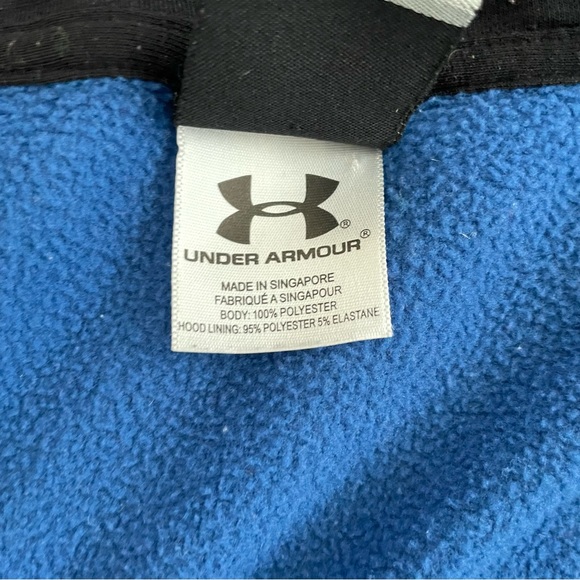 UNDER ARMOUR®
MADE IN SINGAPORE
FABRIQUÉ A SINGAPOUR
BODY: 100% POLYESTER
HOOD LINING: 95% POLYESTER 5% ELASTANE